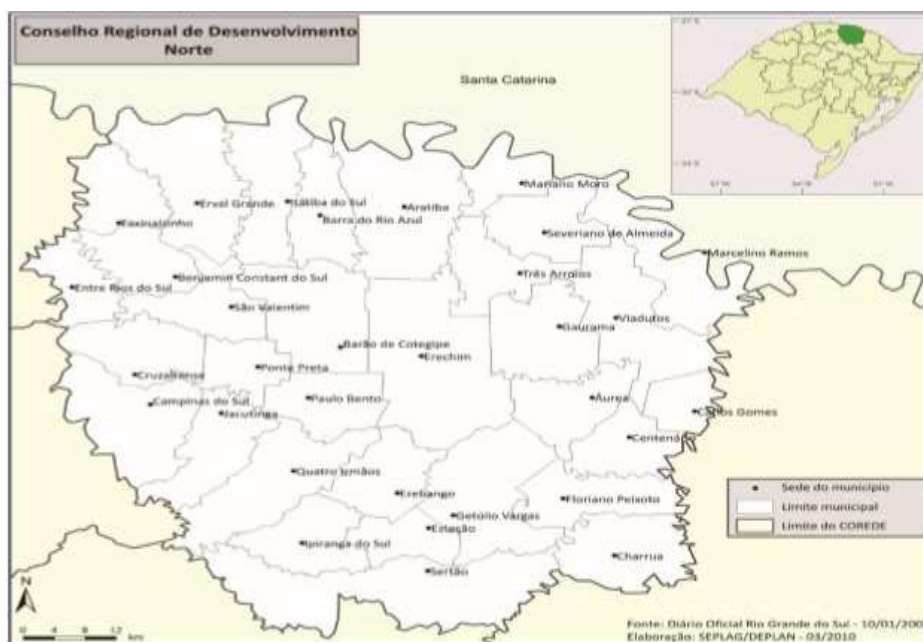 Conselho Regional de Desenvolvimento
Norte
Santa Catarina
Mariano Moro
Erval Grande
Itatiba do Sul
Aratiba
Barra do Rio Azul
Faxinalzinho
Severiano de Almeida
Marcelino Ramos
Benjamin Constant do Sul
Três Arroios
Entre Rios do Sul
São Valentim
Gaurama
Viadutos
Barão de Cotegipe
Erechim
Cruzaltense
Ponte Preta
Campinas do Sul
Paulo Bento
Áurea
Jacutinga
Carlos Gomes
Centenário
Quatro Irmãos
Erebango
Floriano Peixoto
Getúlio Vargas
Estação
Ipiranga do Sul
Charrua
Sertão
Sede do município
Limite municipal
Limite do COREDE
N
0 4 8 12
km
Fonte: Diário Oficial Rio Grande do Sul - 10/01/200
Elaboração: SEPLAG/DEPLAN - 03/2010